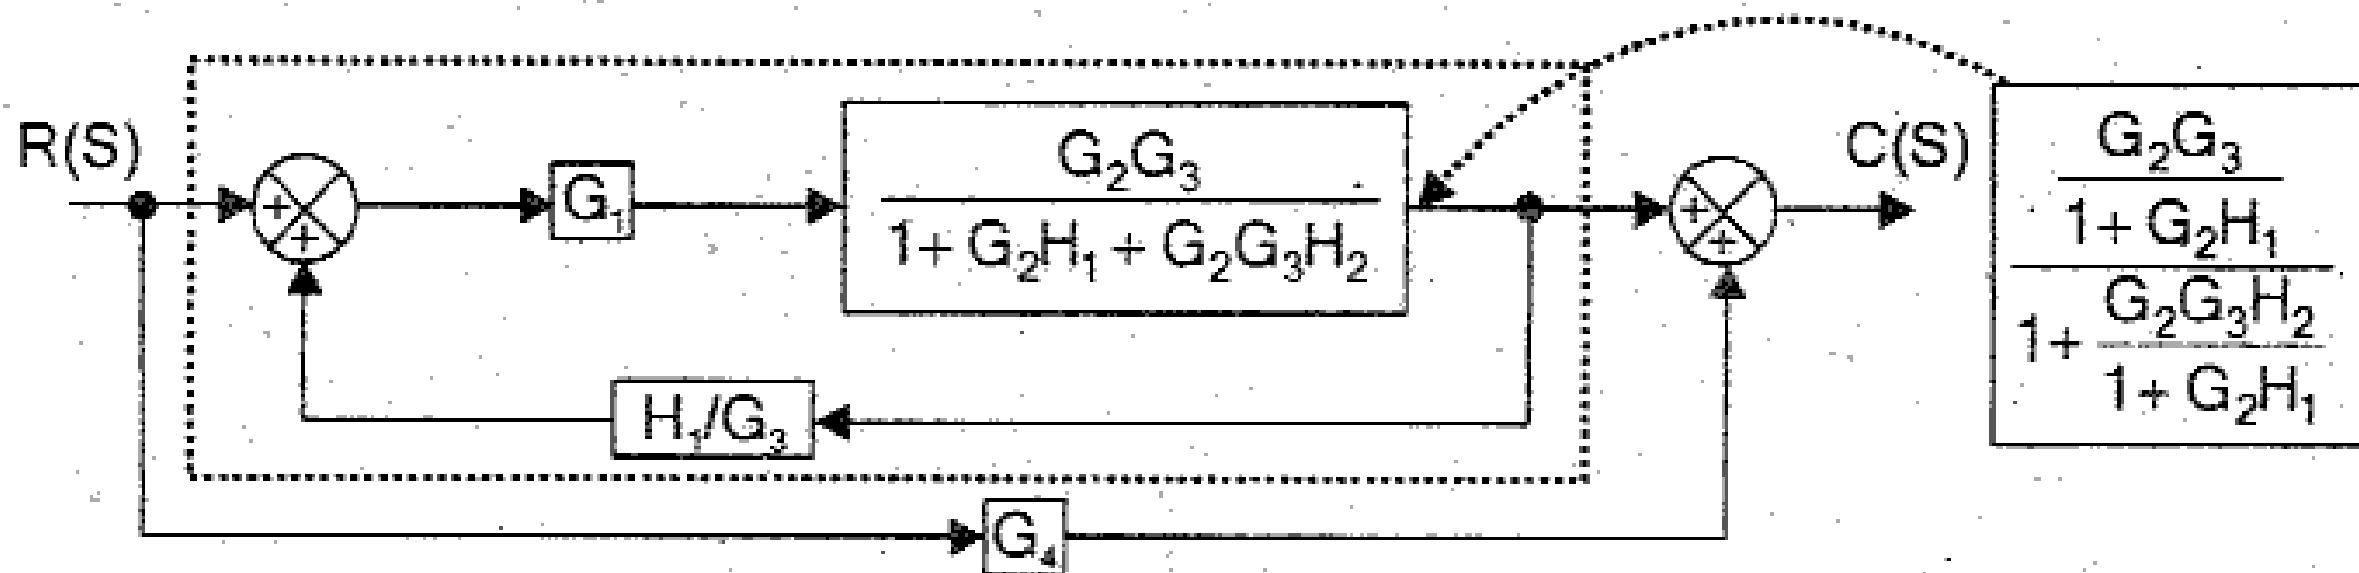 R(S)
+
+
G₁
G₂G₃
1+ G₂H₁ + G₂G₃H₂
H₁/G₃
G₄
+
+
C(S)
G₂G₃
1+ G₂H₁
1+ G₂G₃H₂
1+ G₂H₁